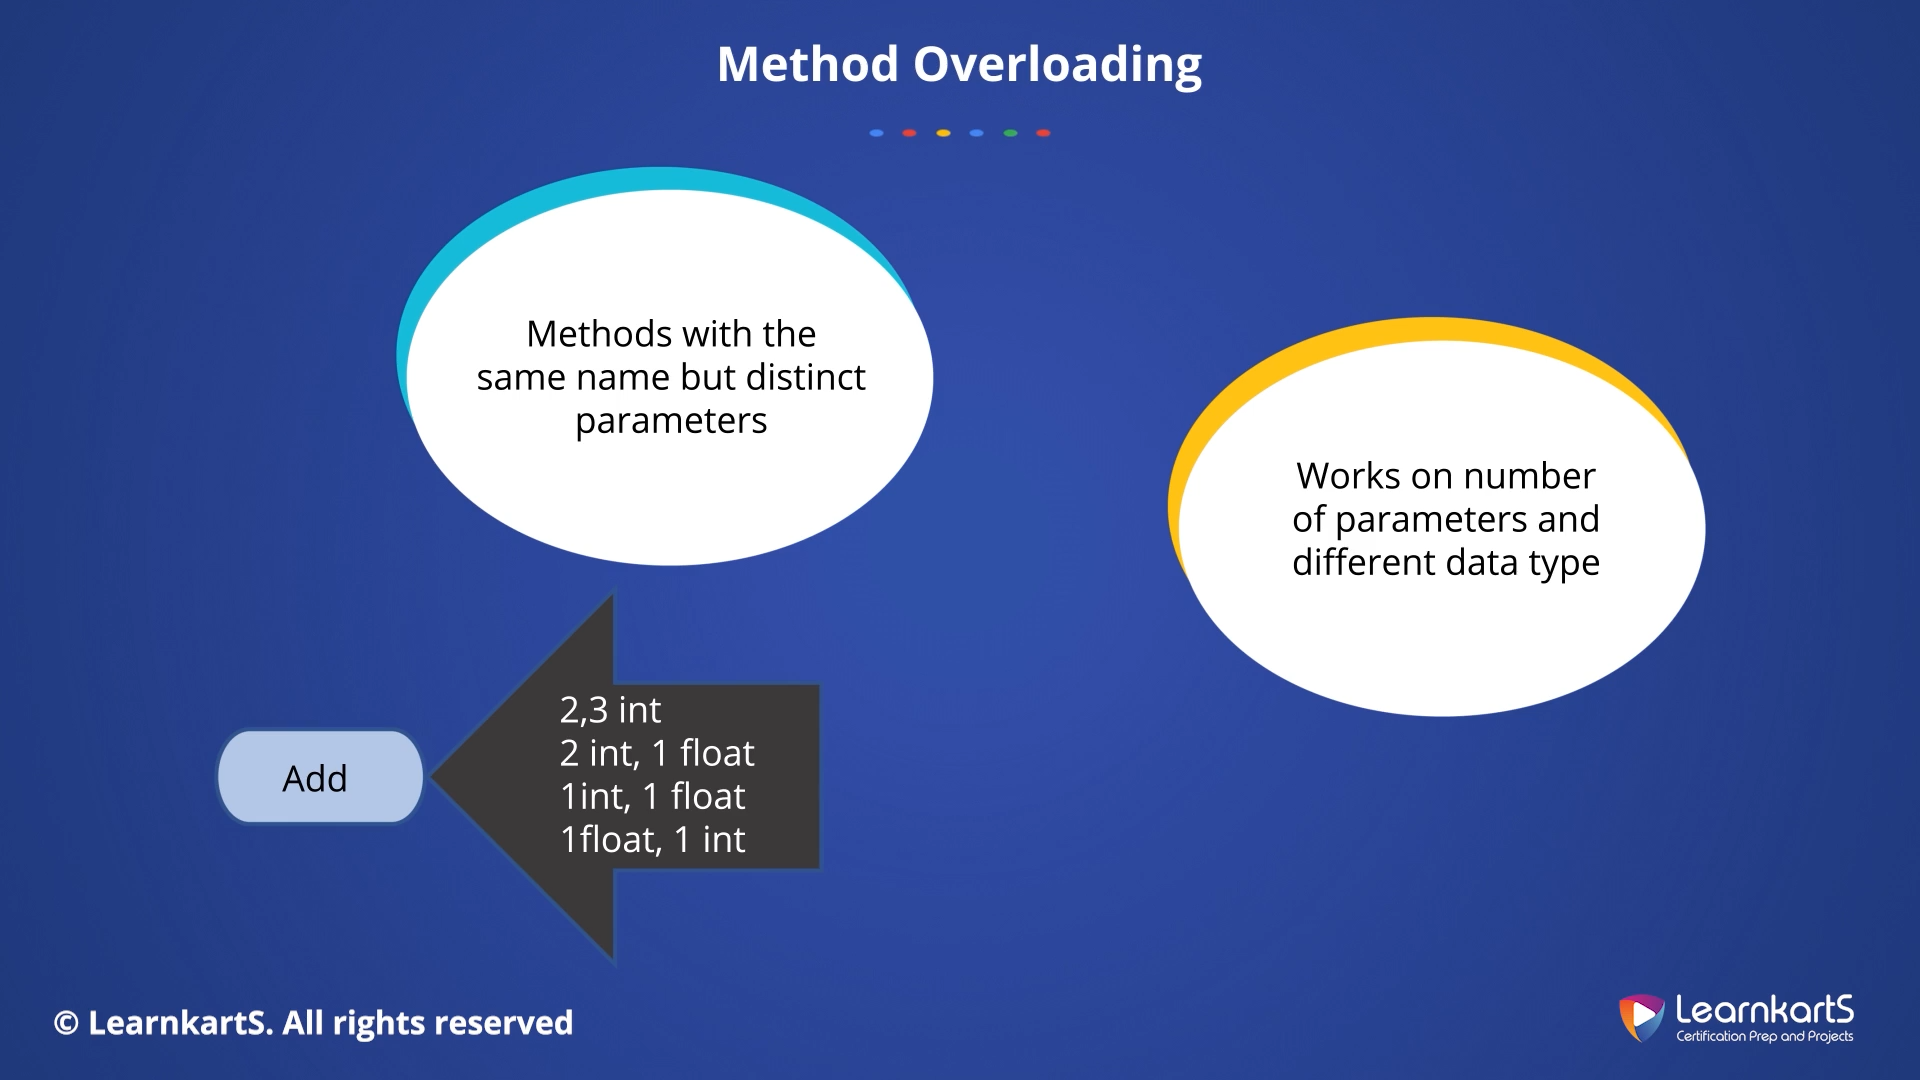 Method Overloading
Methods with the
same name but distinct
parameters
Works on number
of parameters and
different data type
Add
2,3 int
2 int, 1 float
1int, 1 float
1float, 1 int
© LearnkartS. All rights reserved
LearnkartS
Certification Prep and Projects